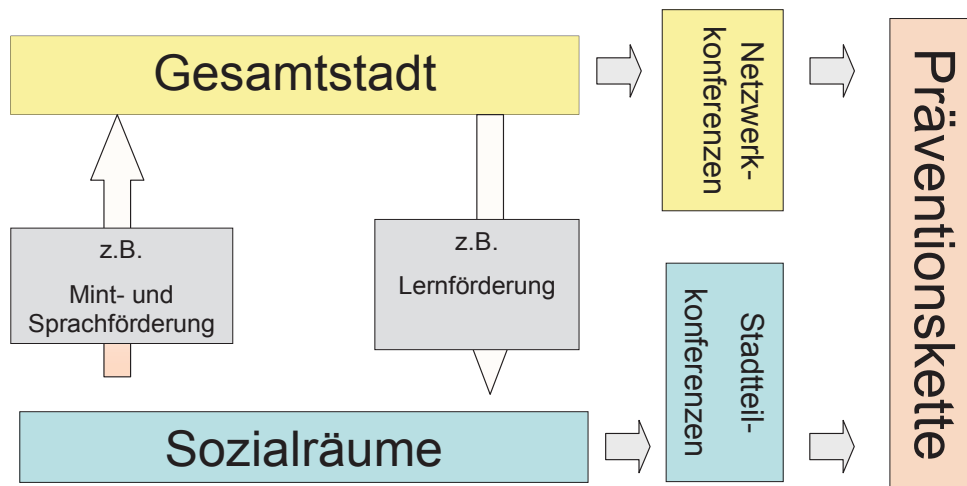 Gesamtstadt
Netzwerk-
konferenzen
Präventionskette
z.B.
Mint- und
Sprachförderung
z.B.
Lernförderung
Stadtteil-
konferenzen
Sozialräume